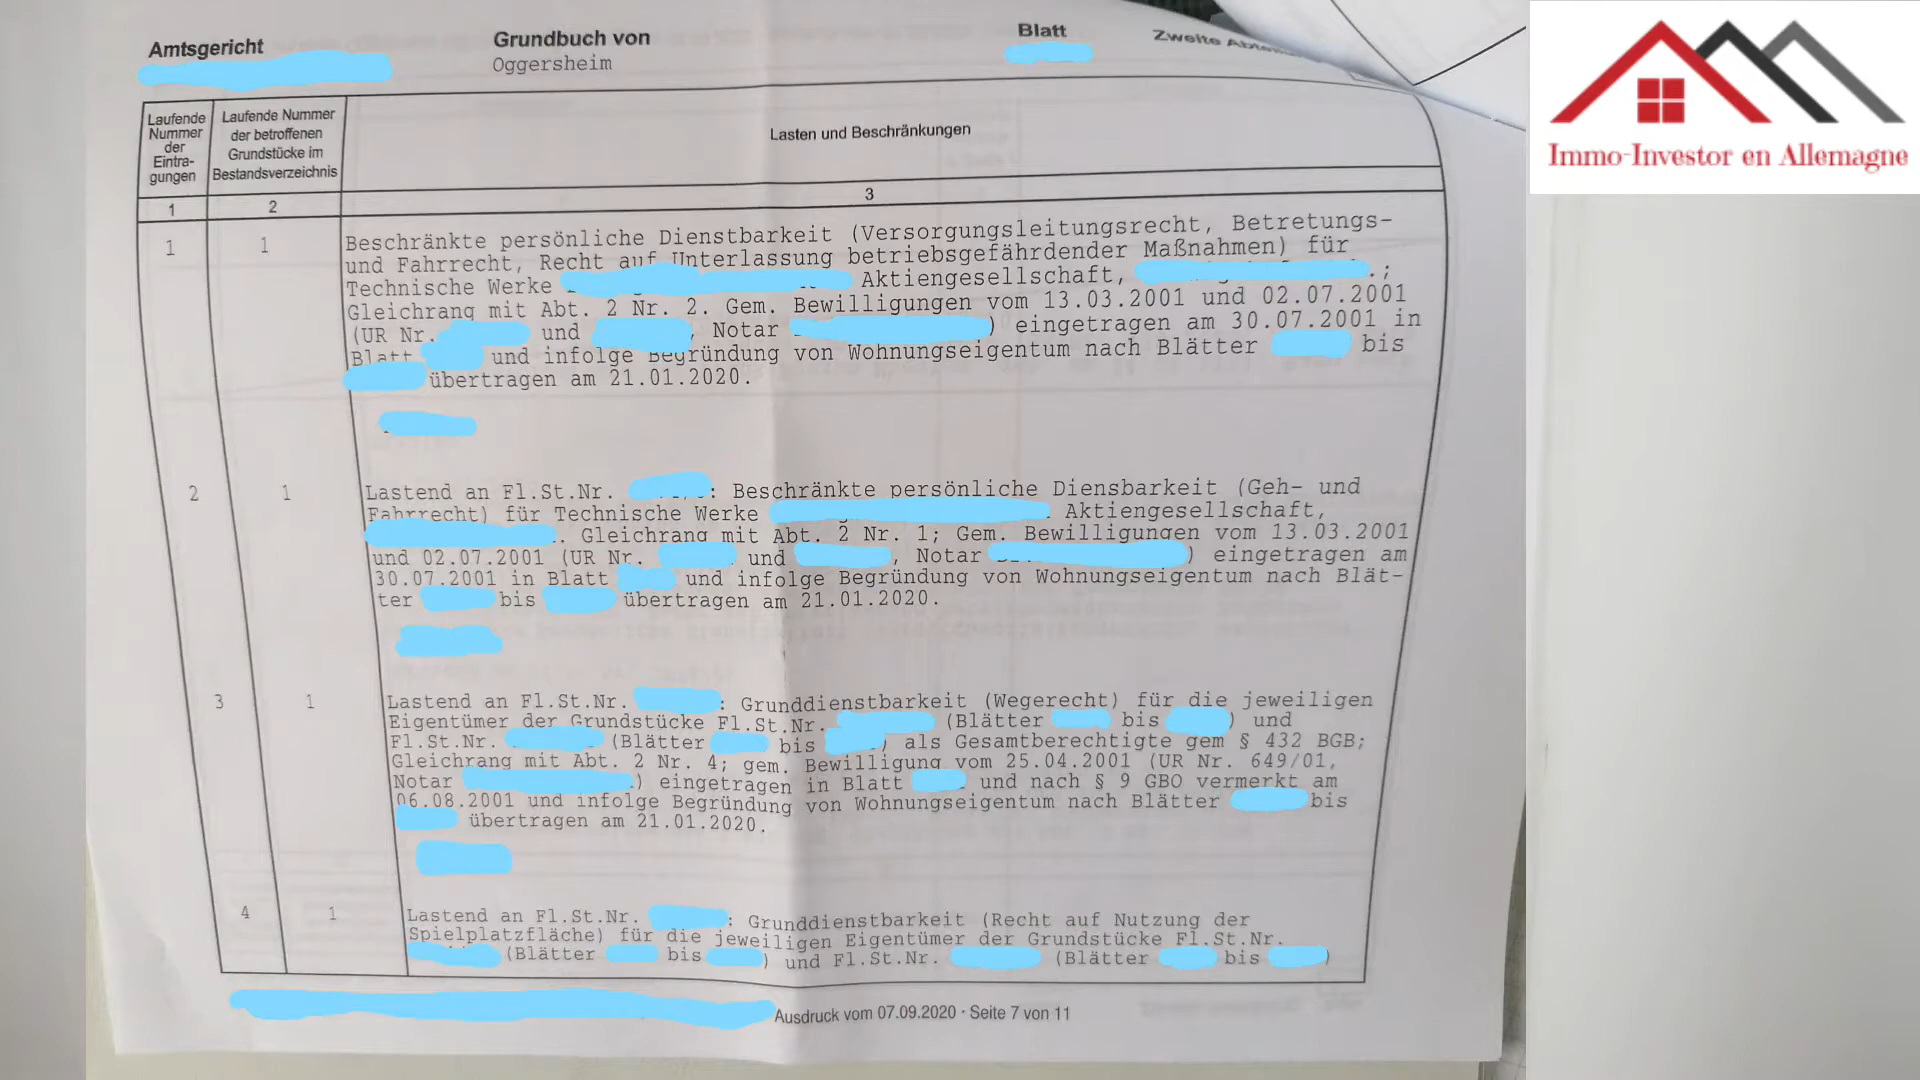 Amtsgericht
Grundbuch von
Oggersheim
Blatt
Zweite
Laufende Nummer der Eintra-gungen
Laufende Nummer der betroffenen Grundstücke im Bestandsverzeichnis
Lasten und Beschränkungen
1 2 3
1 1
Beschränkte persönliche Dienstbarkeit (Versorgungsleitungsrecht, Betretungs-
und Fahrrecht, Recht auf Unterlassung betriebsgefährdender Maßnahmen) für
Technische Werke Aktiengesellschaft, ;
Gleichrang mit Abt. 2 Nr. 2. Gem. Bewilligungen vom 13.03.2001 und 02.07.2001
(UR Nr. und , Notar ) eingetragen am 30.07.2001 in
Blatt und infolge Begründung von Wohnungseigentum nach Blätter bis
übertragen am 21.01.2020.
2 1
Lastend an Fl.St.Nr. : Beschränkte persönliche Diensbarkeit (Geh- und
Fahrrecht) für Technische Werke Aktiengesellschaft,
. Gleichrang mit Abt. 2 Nr. 1; Gem. Bewilligungen vom 13.03.2001
und 02.07.2001 (UR Nr. und , Notar ) eingetragen am
30.07.2001 in Blatt und infolge Begründung von Wohnungseigentum nach Blät-
ter bis übertragen am 21.01.2020.
3 1
Lastend an Fl.St.Nr. : Grunddienstbarkeit (Wegerecht) für die jeweiligen
Eigentümer der Grundstücke Fl.St.Nr. (Blätter bis ) und
Fl.St.Nr. (Blätter bis ) als Gesamtberechtigte gem § 432 BGB;
Gleichrang mit Abt. 2 Nr. 4; gem. Bewilligung vom 25.04.2001 (UR Nr. 649/01,
Notar ) eingetragen in Blatt und nach § 9 GBO vermerkt am
06.08.2001 und infolge Begründung von Wohnungseigentum nach Blätter bis
übertragen am 21.01.2020.
4 1
Lastend an Fl.St.Nr. : Grunddienstbarkeit (Recht auf Nutzung der
Spielplatzfläche) für die jeweiligen Eigentümer der Grundstücke Fl.St.Nr.
(Blätter bis ) und Fl.St.Nr. (Blätter bis )
Ausdruck vom 07.09.2020 · Seite 7 von 11
Immo-Investor en Allemagne